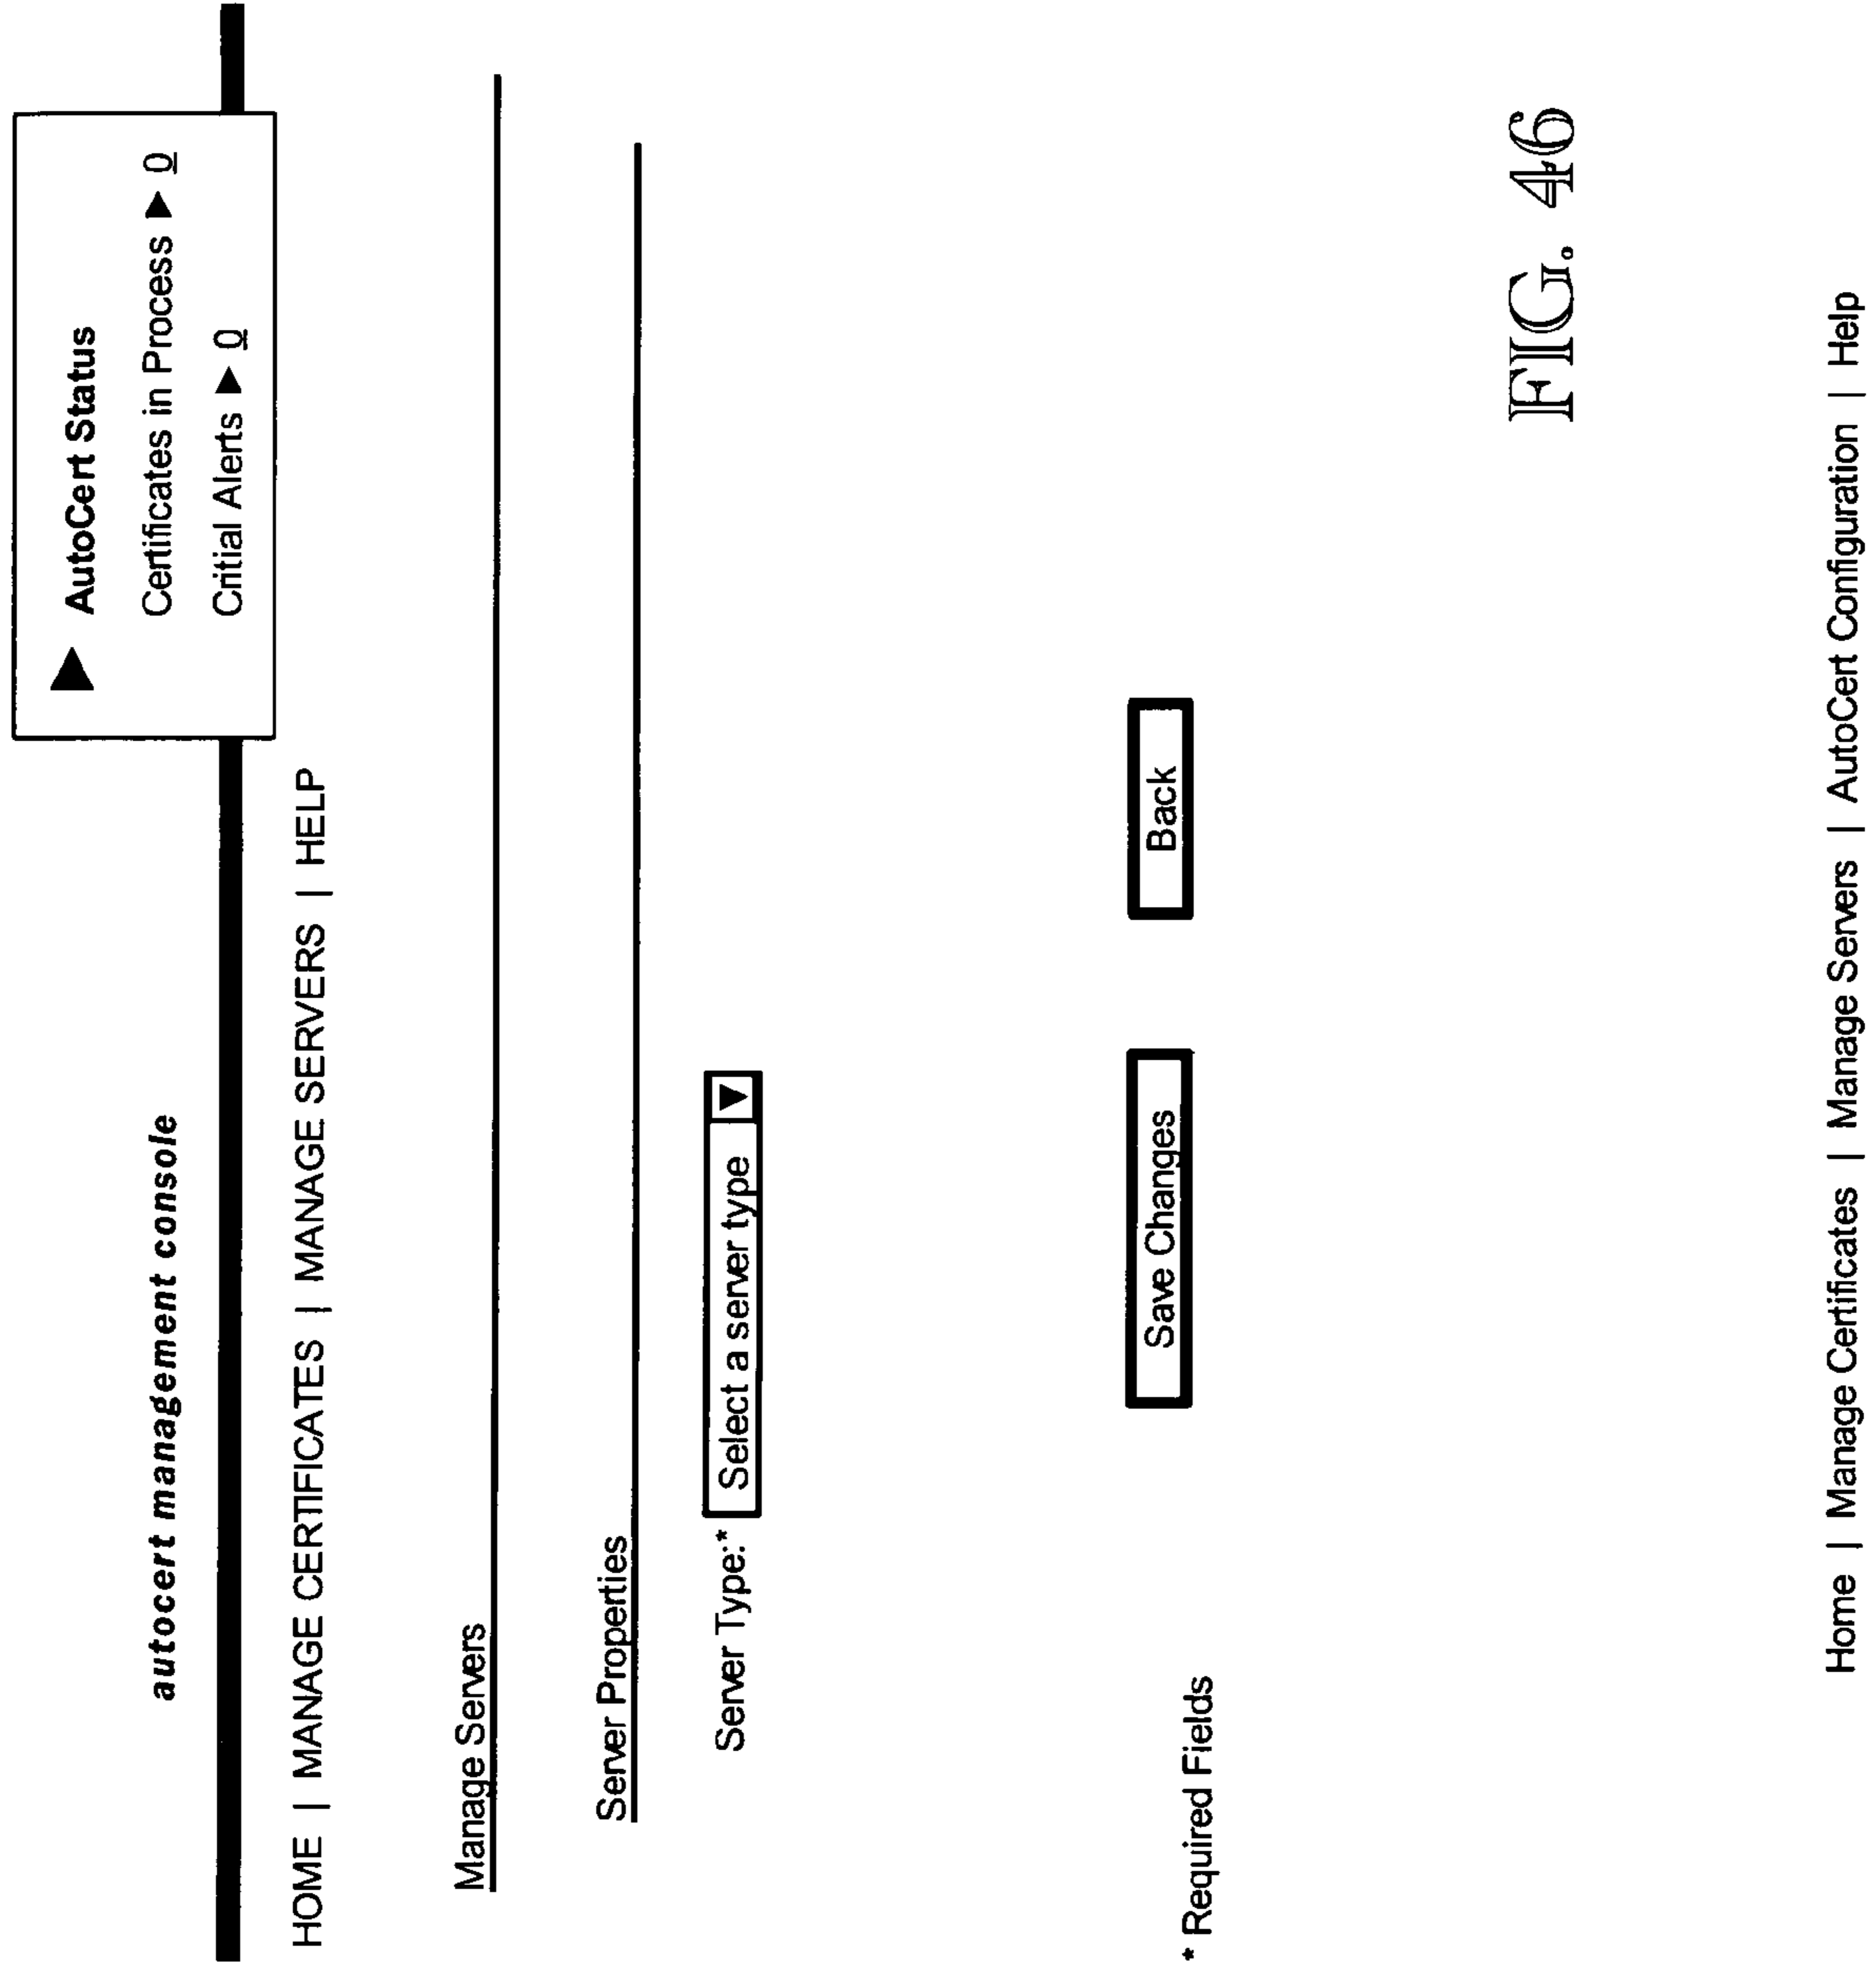 autocert management console
▶ AutoCert Status
Certificates in Process ▶ 0
Critial Alerts ▶ 0
HOME | MANAGE CERTIFICATES | MANAGE SERVERS | HELP
Manage Servers
Server Properties
Server Type:* Select a server type ▼
Save Changes Back
* Required Fields
FIG. 46
Home | Manage Certificates | Manage Servers | AutoCert Configuration | Help